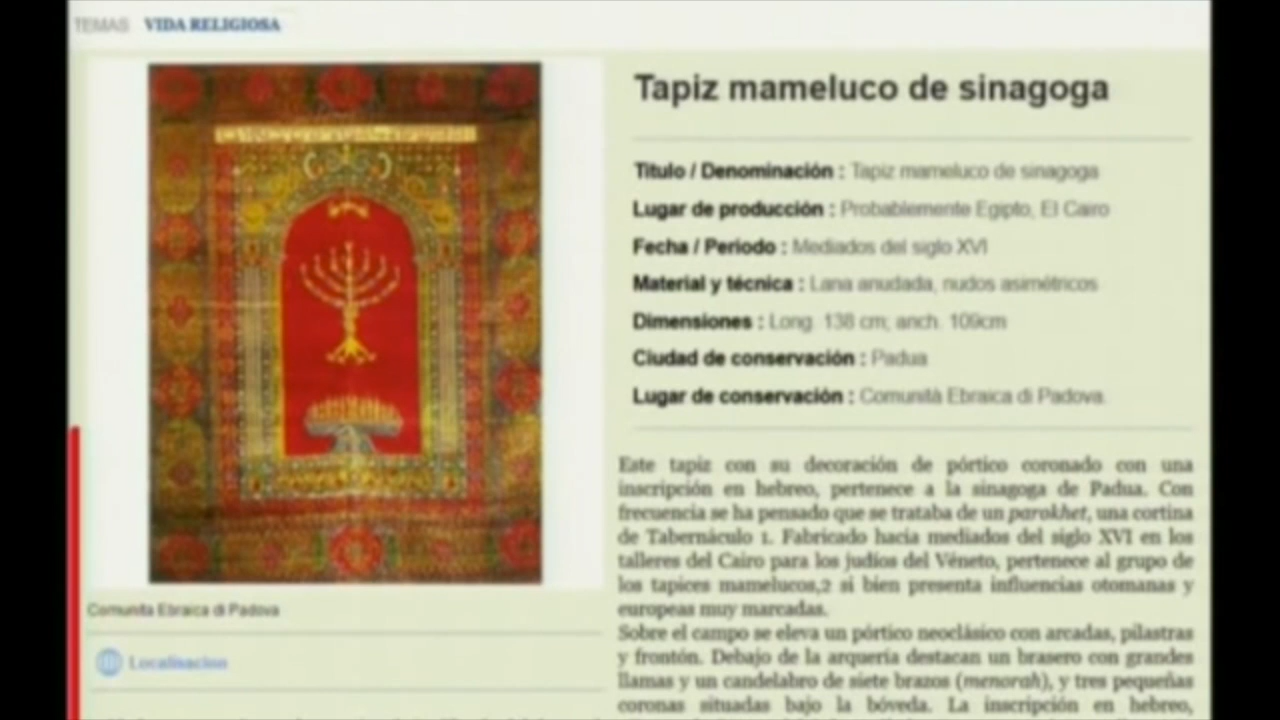 TEMAS VIDA RELIGIOSA
Tapiz mameluco de sinagoga
Título / Denominación : Tapiz mameluco de sinagoga
Lugar de producción : Probablemente Egipto, El Cairo
Fecha / Periodo : Mediados del siglo XVI
Material y técnica : Lana anudada, nudos asimétricos
Dimensiones : Long. 138 cm; anch. 109cm
Ciudad de conservación : Padua
Lugar de conservación : Comunità Ebraica di Padova.
Este tapiz con su decoración de pórtico coronado con una
inscripción en hebreo, pertenece a la sinagoga de Padua. Con
frecuencia se ha pensado que se trataba de un parokhet, una cortina
de Tabernáculo 1. Fabricado hacia mediados del siglo XVI en los
talleres del Cairo para los judíos del Véneto, pertenece al grupo de
los tapices mamelucos,2 si bien presenta influencias otomanas y
europeas muy marcadas.
Sobre el campo se eleva un pórtico neoclásico con arcadas, pilastras
y frontón. Debajo de la arquería destacan un brasero con grandes
llamas y un candelabro de siete brazos (menorah), y tres pequeñas
coronas situadas bajo la bóveda. La inscripción en hebreo,
Comunita Ebraica di Padova
Localisacion